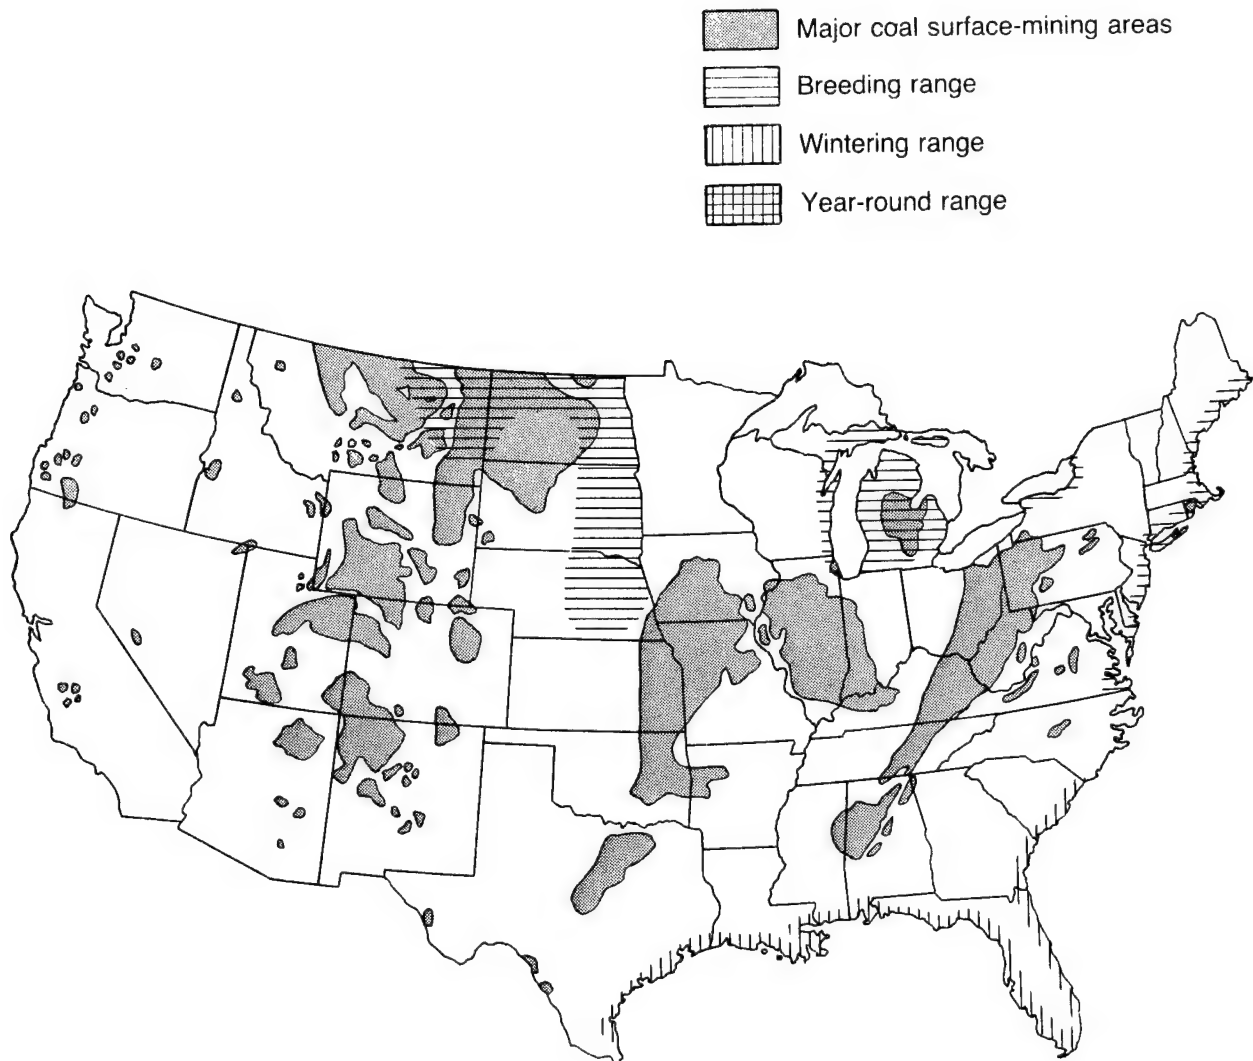 Major coal surface-mining areas
Breeding range
Wintering range
Year-round range